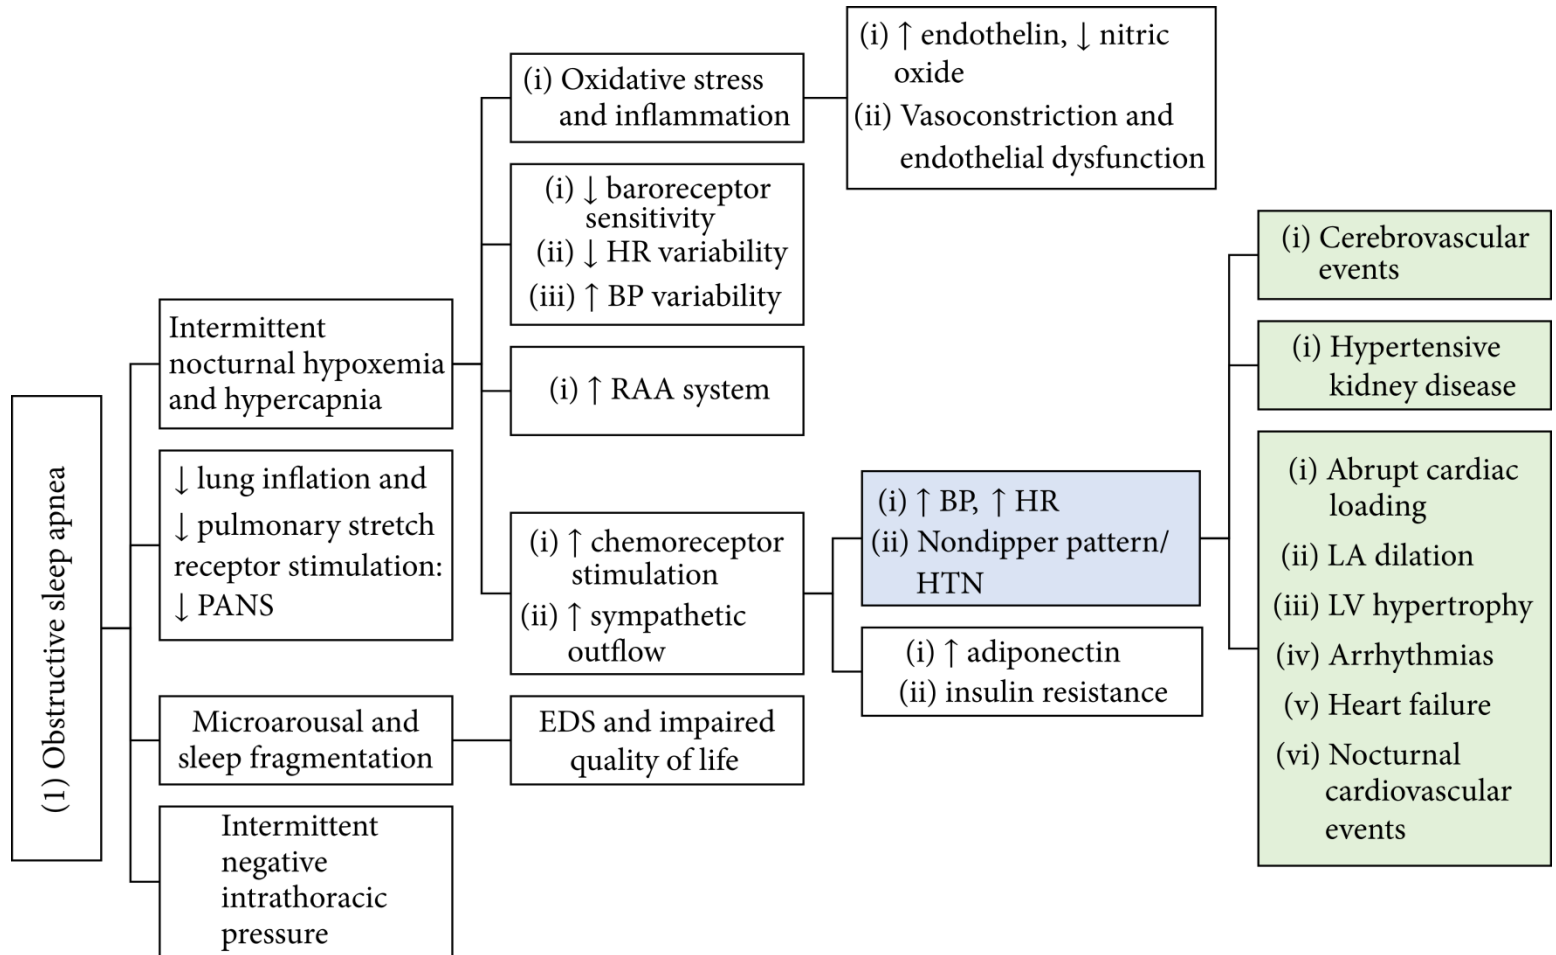 (1) Obstructive sleep apnea
Intermittent
nocturnal hypoxemia
and hypercapnia
↓ lung inflation and
↓ pulmonary stretch
receptor stimulation:
↓ PANS
Microarousal and
sleep fragmentation
Intermittent
negative
intrathoracic
pressure
(i) Oxidative stress
and inflammation
(i) ↓ baroreceptor
sensitivity
(ii) ↓ HR variability
(iii) ↑ BP variability
(i) ↑ RAA system
(i) ↑ chemoreceptor
stimulation
(ii) ↑ sympathetic
outflow
EDS and impaired
quality of life
(i) ↑ endothelin, ↓ nitric
oxide
(ii) Vasoconstriction and
endothelial dysfunction
(i) ↑ BP, ↑ HR
(ii) Nondipper pattern/
HTN
(i) ↑ adiponectin
(ii) insulin resistance
(i) Cerebrovascular
events
(i) Hypertensive
kidney disease
(i) Abrupt cardiac
loading
(ii) LA dilation
(iii) LV hypertrophy
(iv) Arrhythmias
(v) Heart failure
(vi) Nocturnal
cardiovascular
events